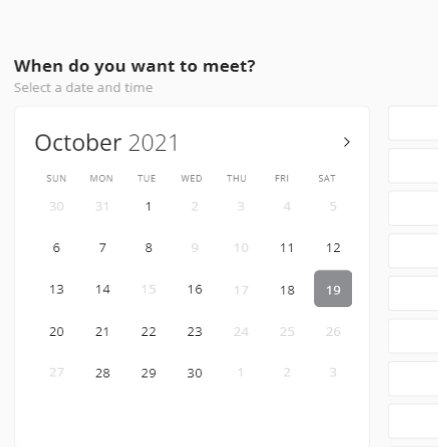 When do you want to meet?
Select a date and time
October 2021
SUN MON TUE WED THU FRI SAT
30 31 1 2 3 4 5
6 7 8 9 10 11 12
13 14 15 16 17 18 19
20 21 22 23 24 25 26
27 28 29 30 1 2 3